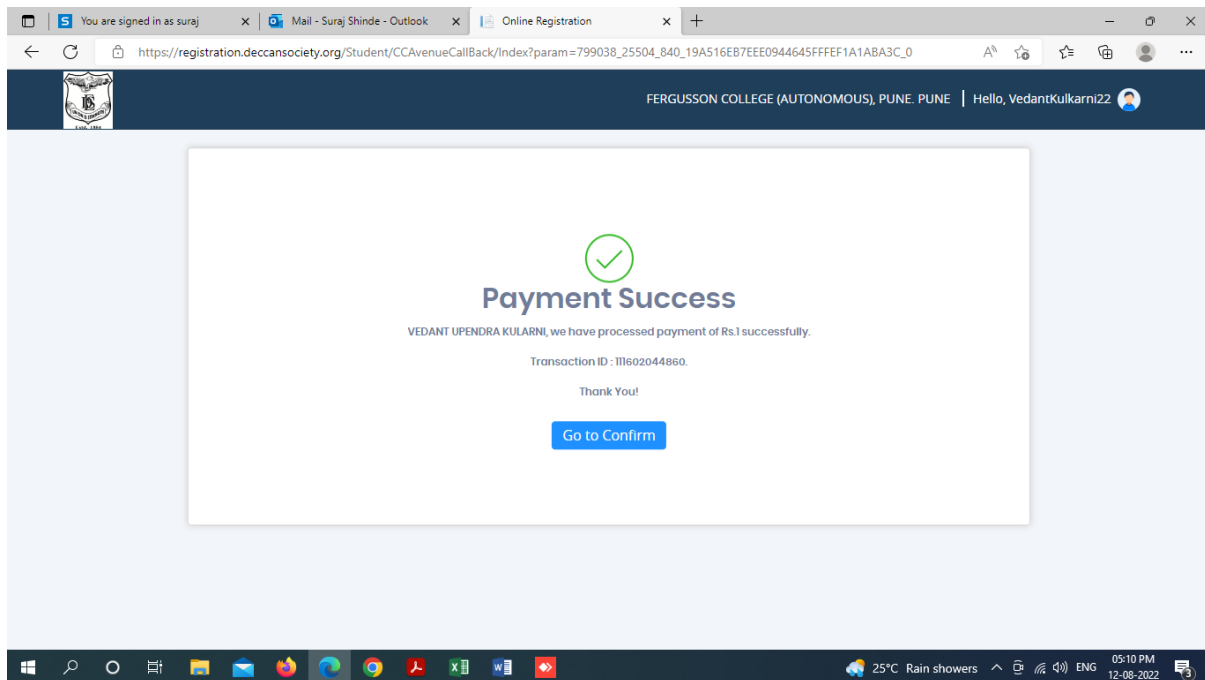 You are signed in as suraj
Mail - Suraj Shinde - Outlook
Online Registration
https://registration.deccansociety.org/Student/CCAvenueCallBack/Index?param=799038_25504_840_19A516EB7EEE0944645FFFEF1A1ABA3C_0
FERGUSSON COLLEGE (AUTONOMOUS), PUNE. PUNE | Hello, VedantKulkarni22
Payment Success
VEDANT UPENDRA KULARNI, we have processed payment of Rs.1 successfully.
Transaction ID : 111602044860.
Thank You!
Go to Confirm
25°C Rain showers
ENG
05:10 PM
12-08-2022
3